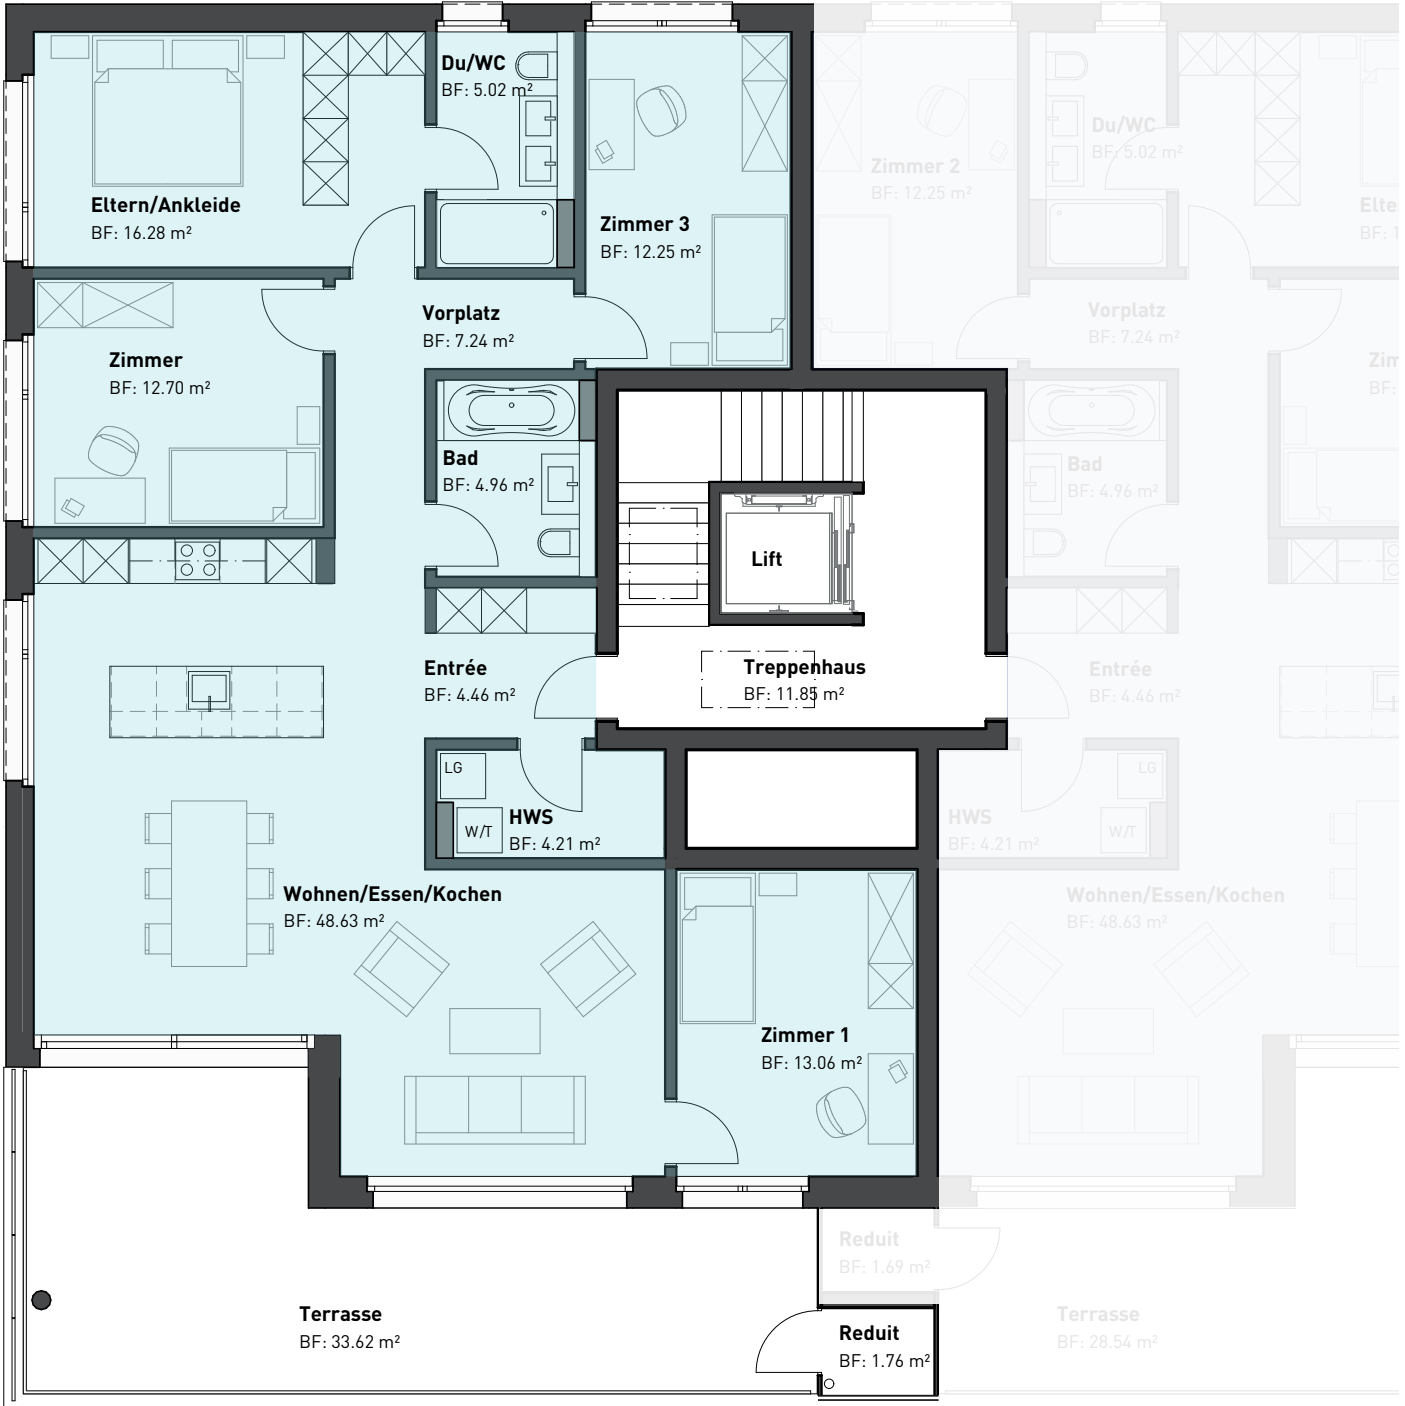 Du/WC
BF: 5.02 m²
Eltern/Ankleide
BF: 16.28 m²
Zimmer 3
BF: 12.25 m²
Zimmer 2
BF: 12.25 m²
Du/WC
BF: 5.02 m²
Elte
BF: 1
Vorplatz
BF: 7.24 m²
Zimmer
BF: 12.70 m²
Vorplatz
BF: 7.24 m²
Zim
BF:
Bad
BF: 4.96 m²
Lift
Bad
BF: 4.96 m²
Entrée
BF: 4.46 m²
Treppenhaus
BF: 11.85 m²
Entrée
BF: 4.46 m²
LG
W/T
HWS
BF: 4.21 m²
LG
W/T
HWS
BF: 4.21 m²
Wohnen/Essen/Kochen
BF: 48.63 m²
Wohnen/Essen/Kochen
BF: 48.63 m²
Zimmer 1
BF: 13.06 m²
Reduit
BF: 1.69 m²
Terrasse
BF: 33.62 m²
Reduit
BF: 1.76 m²
Terrasse
BF: 28.54 m²